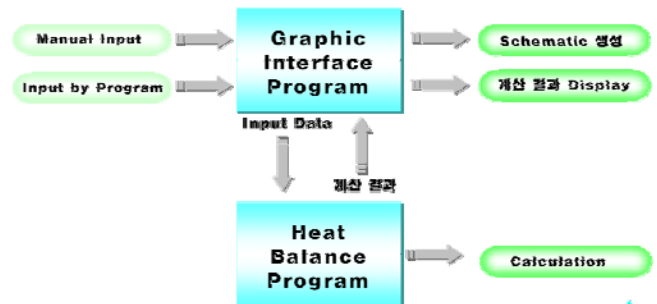 Manual Input
Graphic
Interface
Program
Schematic 생성
Input by Program
계산 결과 Display
Input Data
계산 결과
Heat
Balance
Program
Calculation